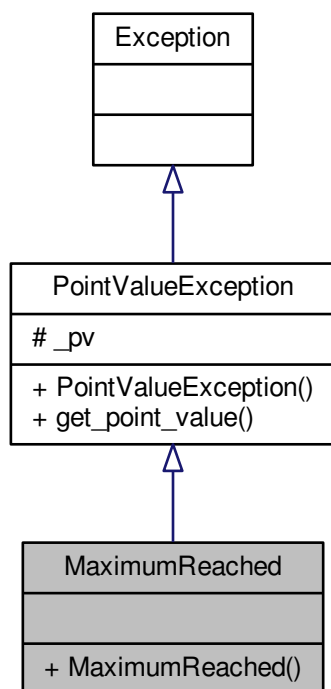 Exception
PointValueException
# _pv
+ PointValueException()
+ get_point_value()
MaximumReached
+ MaximumReached()